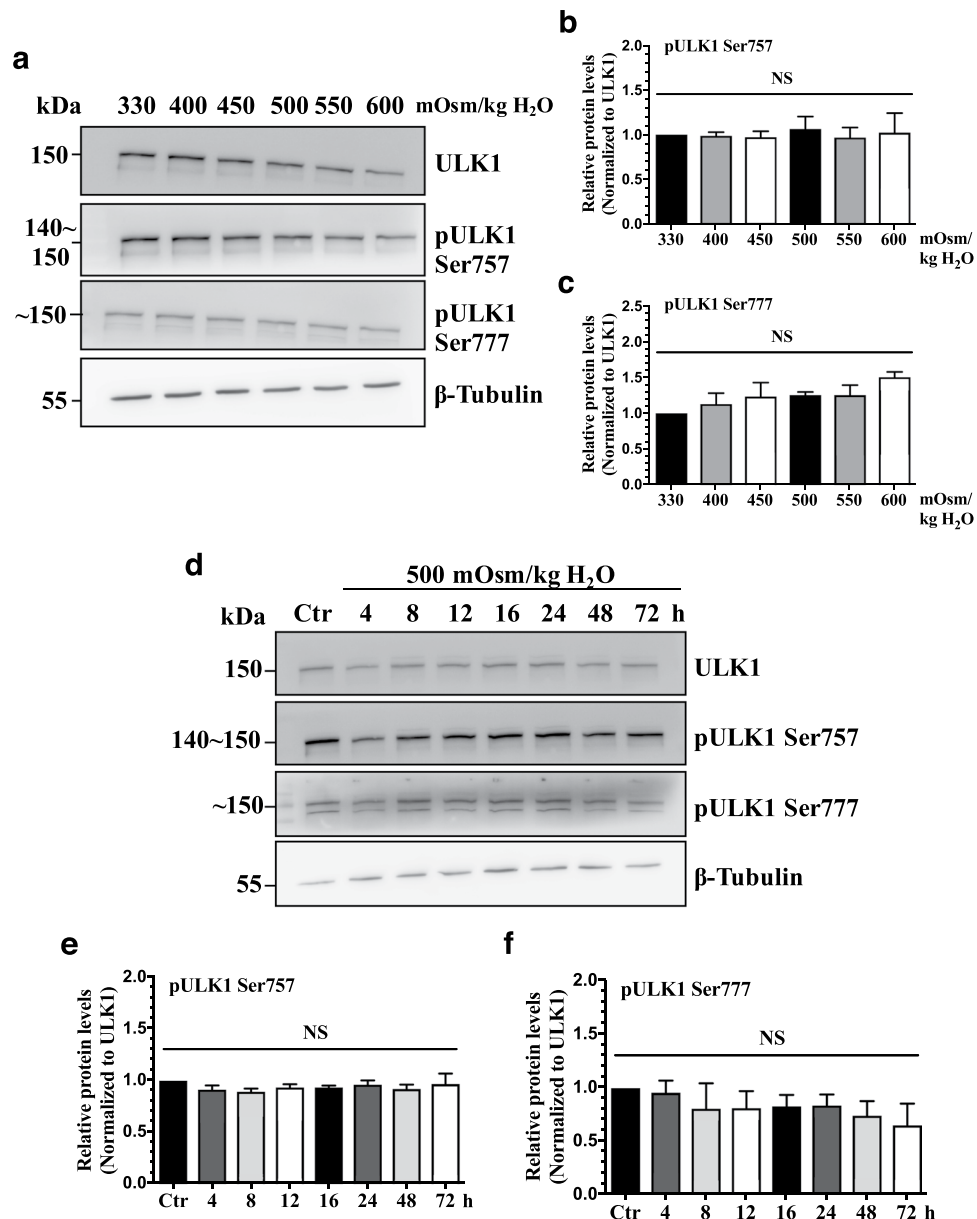 a
kDa 330 400 450 500 550 600 mOsm/kg H₂O
150
ULK1
140~
150
pULK1
Ser757
~150
pULK1
Ser777
55
β-Tubulin
b
pULK1 Ser757
NS
Relative protein levels
(Normalized to ULK1)
2.0
1.5
1.0
0.5
0.0
330 400 450 500 550 600
mOsm/
kg H₂O
c
pULK1 Ser777
NS
Relative protein levels
(Normalized to ULK1)
2.5
2.0
1.5
1.0
0.5
0.0
330 400 450 500 550 600
mOsm/
kg H₂O
d
500 mOsm/kg H₂O
kDa Ctr 4 8 12 16 24 48 72 h
150
ULK1
140~150
pULK1 Ser757
~150
pULK1 Ser777
55
β-Tubulin
e
pULK1 Ser757
NS
Relative protein levels
(Normalized to ULK1)
2.0
1.5
1.0
0.5
0.0
Ctr 4 8 12 16 24 48 72 h
f
pULK1 Ser777
NS
Relative protein levels
(Normalized to ULK1)
2.0
1.5
1.0
0.5
0.0
Ctr 4 8 12 16 24 48 72 h